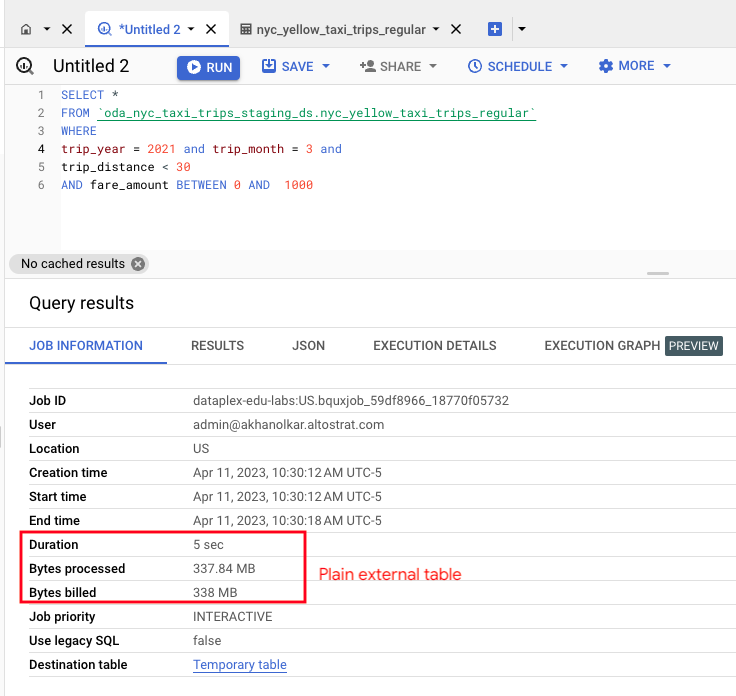 *Untitled 2
nyc_yellow_taxi_trips_regular
Untitled 2
RUN
SAVE
SHARE
SCHEDULE
MORE
1 SELECT *
2 FROM `oda_nyc_taxi_trips_staging_ds.nyc_yellow_taxi_trips_regular`
3 WHERE
4 trip_year = 2021 and trip_month = 3 and
5 trip_distance < 30
6 AND fare_amount BETWEEN 0 AND  1000
No cached results
Query results
JOB INFORMATION
RESULTS
JSON
EXECUTION DETAILS
EXECUTION GRAPH PREVIEW
Job ID dataplex-edu-labs:US.bquxjob_59df8966_18770f05732
User admin@akhanolkar.altostrat.com
Location US
Creation time Apr 11, 2023, 10:30:12 AM UTC-5
Start time Apr 11, 2023, 10:30:12 AM UTC-5
End time Apr 11, 2023, 10:30:18 AM UTC-5
Duration 5 sec
Bytes processed 337.84 MB
Plain external table
Bytes billed 338 MB
Job priority INTERACTIVE
Use legacy SQL false
Destination table Temporary table